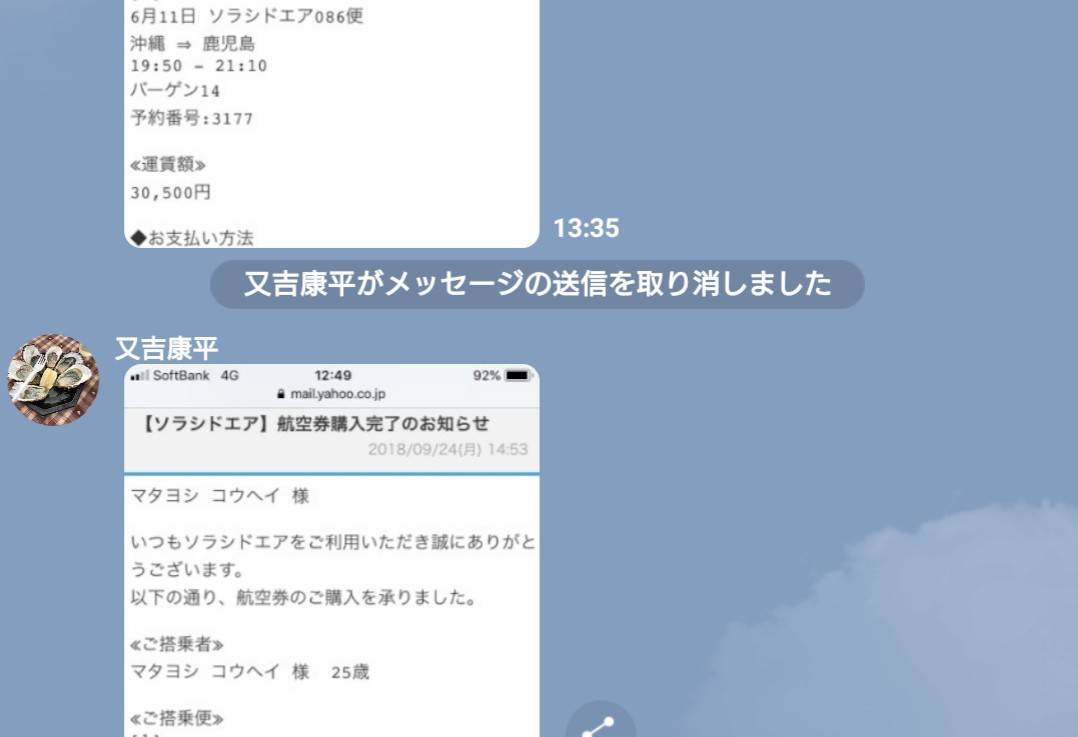 6月11日 ソラシドエア086便
沖縄 ⇒ 鹿児島
19:50 - 21:10
バーゲン14
予約番号:3177
≪運賃額≫
30,500円
◆お支払い方法
13:35
又吉康平がメッセージの送信を取り消しました
又吉康平
SoftBank 4G 12:49 92%
mail.yahoo.co.jp
【ソラシドエア】航空券購入完了のお知らせ
2018/09/24(月) 14:53
マタヨシ コウヘイ 様
いつもソラシドエアをご利用いただき誠にありがと
うございます。
以下の通り、航空券のご購入を承りました。
≪ご搭乗者≫
マタヨシ コウヘイ 様 25歳
≪ご搭乗便≫